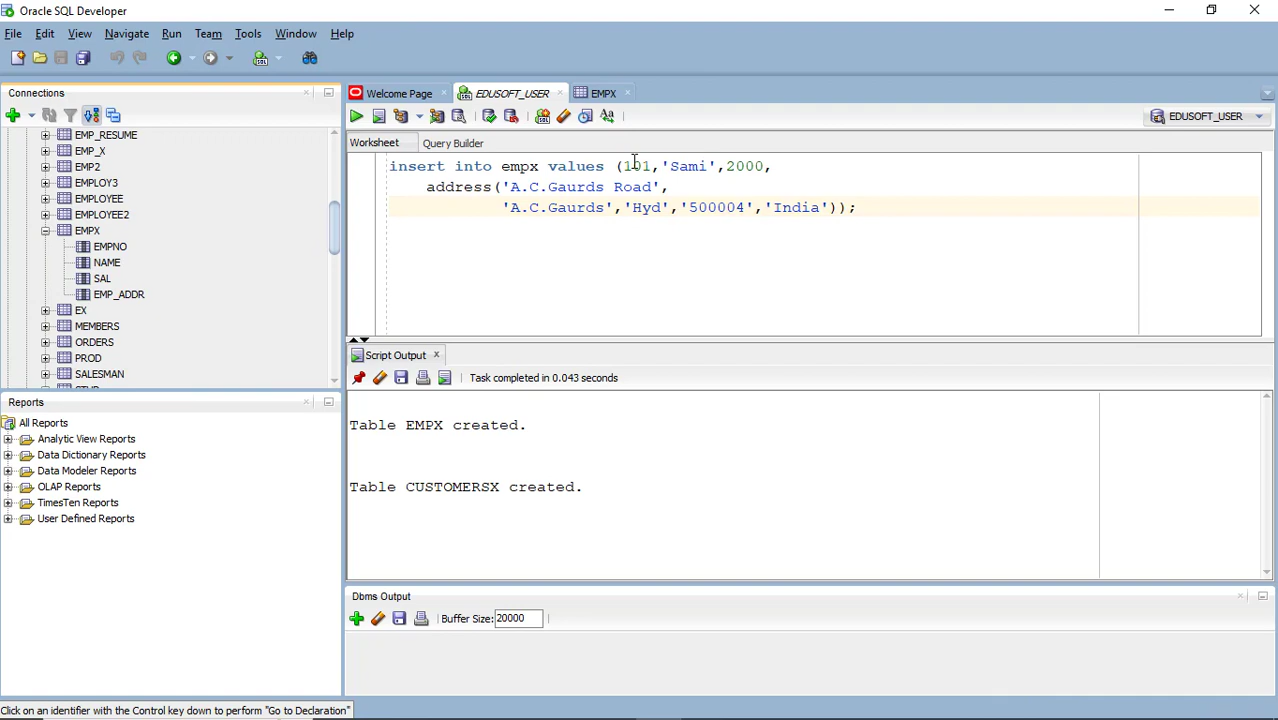 Oracle SQL Developer
File Edit View Navigate Run Team Tools Window Help
Connections
EMP_RESUME
EMP_X
EMP2
EMPLOY3
EMPLOYEE
EMPLOYEE2
EMPX
EMPNO
NAME
SAL
EMP_ADDR
EX
MEMBERS
ORDERS
PROD
SALESMAN
Reports
All Reports
Analytic View Reports
Data Dictionary Reports
Data Modeler Reports
OLAP Reports
TimesTen Reports
User Defined Reports
Welcome Page EDUSOFT_USER EMPX
EDUSOFT_USER
Worksheet Query Builder
insert into empx values (101,'Sami',2000,
address('A.C.Gaurds Road',
'A.C.Gaurds','Hyd','500004','India'));
Script Output
Task completed in 0.043 seconds
Table EMPX created.
Table CUSTOMERSX created.
Dbms Output
Buffer Size: 20000
Click on an identifier with the Control key down to perform "Go to Declaration"